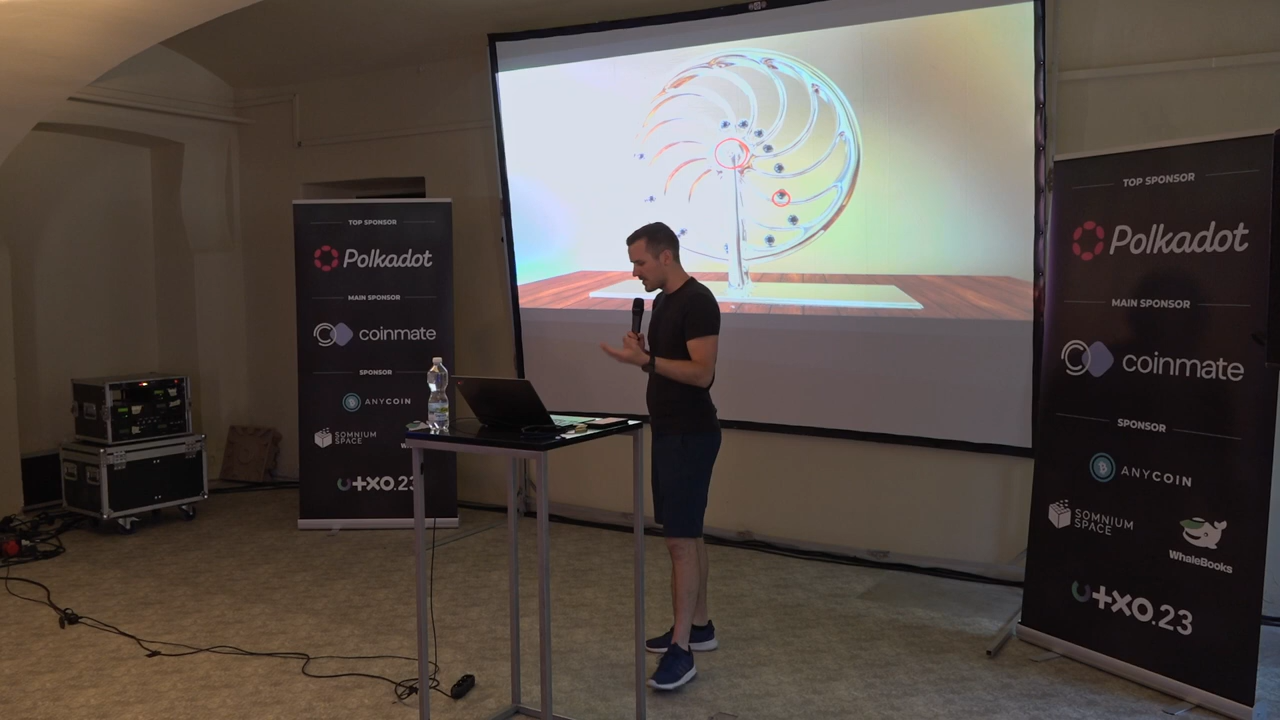 TOP SPONSOR
Polkadot
MAIN SPONSOR
coinmate
SPONSOR
ANYCOIN
SOMNIUM
SPACE
W
U+XO.23
TOP SPONSOR
Polkadot
MAIN SPONSOR
coinmate
SPONSOR
ANYCOIN
SOMNIUM
SPACE
WhaleBooks
U+XO.23